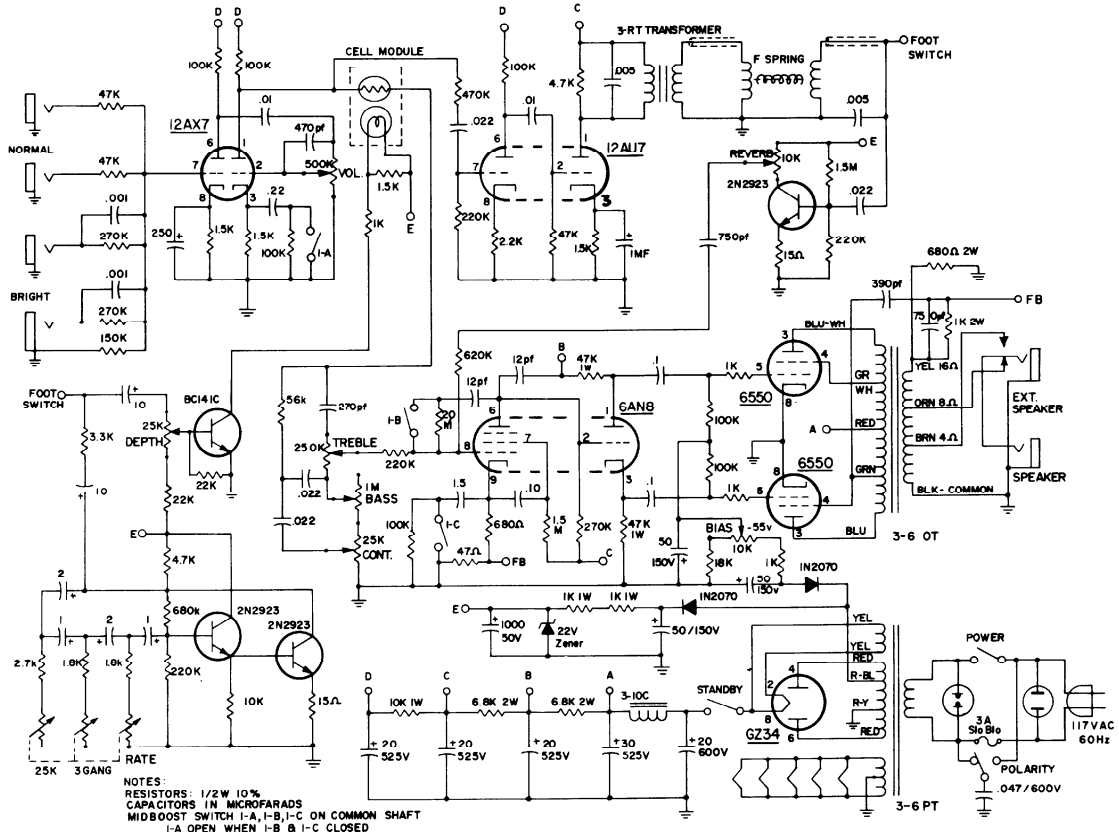 D D D C
3-RT TRANSFORMER
FOOT SWITCH
CELL MODULE
F SPRING
100K 100K 100K 4.7K .005
47K
.01
470K
.01
.005
12AX7
470pf
.022
12AU7
E
NORMAL
6 1
500K
VOL.
6 1
REVERB
10K
1.5M
47K
7 2
1.5K
7 2
2N2923
.022
8 3
.22
E
8 3
.001
1K
220K
250
1.5K
1.5K
100K
1-A
2.2K
47K
1.5K
1MF
750pf
15Ω
220K
270K
680Ω 2W
.001
390pf
FB
BRIGHT
270K
12pf
B
47K
1W
.1
3
BLU-WH
750pf
1K 2W
150K
620K
1K
5
4
GR
WH
YEL 16Ω
FOOT SWITCH
10
BC141C
56k
270pf
12pf
6
1
6AN8
6550
8
ORN 8Ω
EXT. SPEAKER
25K
DEPTH
1-B
20 M
7
2
100K
A
RED
3.3K
250K
TREBLE
8
BRN 4Ω
220K
9
3
100K
8
6550
GRN
SPEAKER
22K
1M
BASS
1K
6
4
10
22K
.022
1.5
.10
.1
BLK-COMMON
.022
100K
1-C
680Ω
1.5 M
270K
47K
1W
BIAS
-55v
3
BLU
E
25K
CONT.
47Ω
FB
C
50
150V
10K
3-6 OT
4.7K
18K
1K
1N2070
50
150v
2
E
1K 1W
1K 1W
1N2070
680k
2N2923
2N2923
1000
50V
22V
Zener
50/150V
YEL
POWER
1 2 1
YEL
RED
2.7k
1.8K
1.8k
220K
D C B A
3-10C
STANDBY
4
R-BL
10K
15Ω
10K 1W
6.8K 2W
6.8K 2W
2
8
R-Y
3A
Slo Blo
117VAC
60Hz
GZ34
6
RED
25K
3 GANG
RATE
20
525V
20
525V
20
525V
30
525V
20
600V
POLARITY
.047/600V
3-6 PT
NOTES:
RESISTORS: 1/2W 10%
CAPACITORS IN MICROFARADS
MIDBOOST SWITCH 1-A,1-B,1-C ON COMMON SHAFT
1-A OPEN WHEN 1-B & 1-C CLOSED